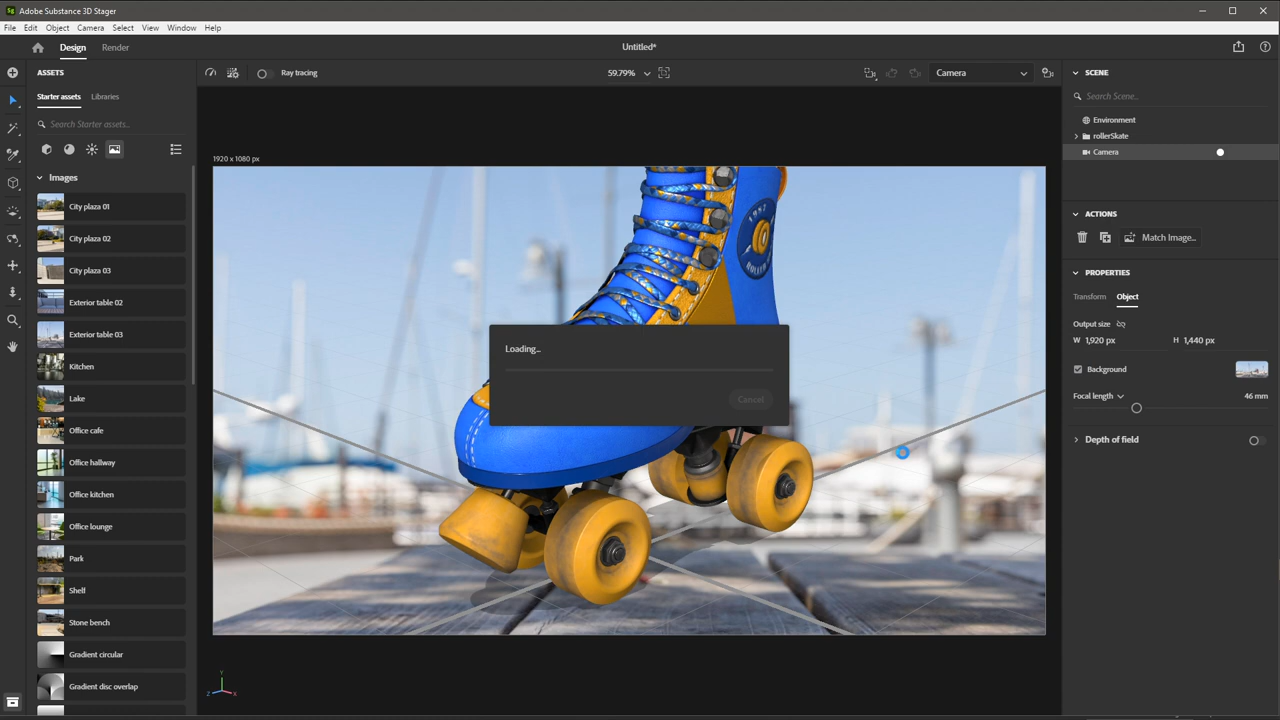 Adobe Substance 3D Stager
File Edit Object Camera Select View Window Help
Design Render Untitled*
ASSETS
Starter assets Libraries
Search Starter assets..
Images
City plaza 01
City plaza 02
City plaza 03
Exterior table 02
Exterior table 03
Kitchen
Lake
Office cafe
Office hallway
Office kitchen
Office lounge
Park
Shell
Stone bench
Gradient circular
Gradient disc overlap
Ray tracing 59.79% Camera
1920 x 1080 px
1987
Loading...
Cancel
Y
Z X
SCENE
Search Scene...
Environment
rollerSkate
Camera
ACTIONS
Match Image...
PROPERTIES
Transform Object
Output size
W 1,920 px H 1,440 px
Background
Focal length 46 mm
Depth of field